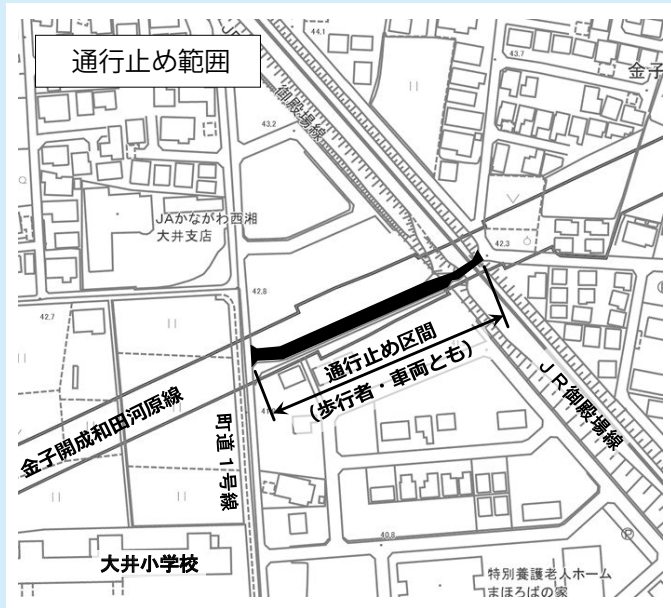 通行止め範囲
44.1
43.7
金子
JR御殿場線
43.2
JAかながわ西湘
大井支店
42.3
42.8
42.7
通行止め区間
(歩行者・車両とも)
JR御殿場線
金子開成和田河原線
町道1号線
40.8
大井小学校
特別養護老人ホーム
まほろばの家